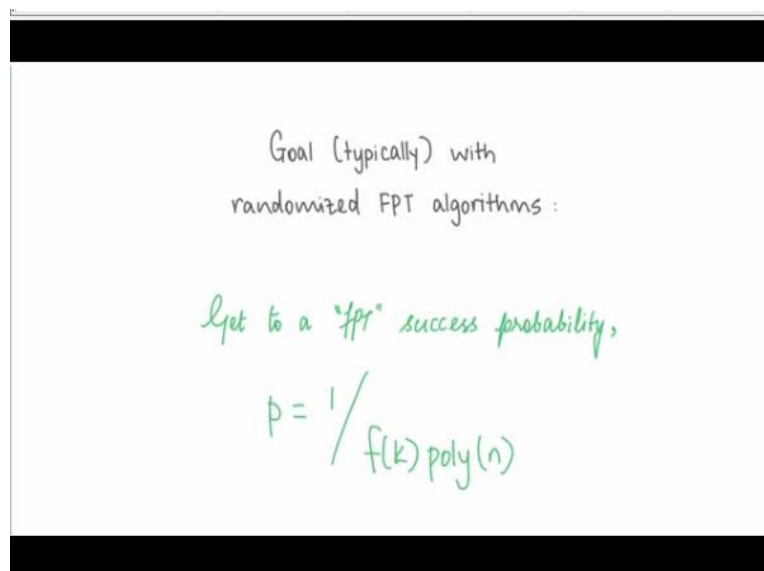 Goal (typically) with
randomized FPT algorithms :
Get to a "fpt" success probability,
p = 1/f(k) poly(n)